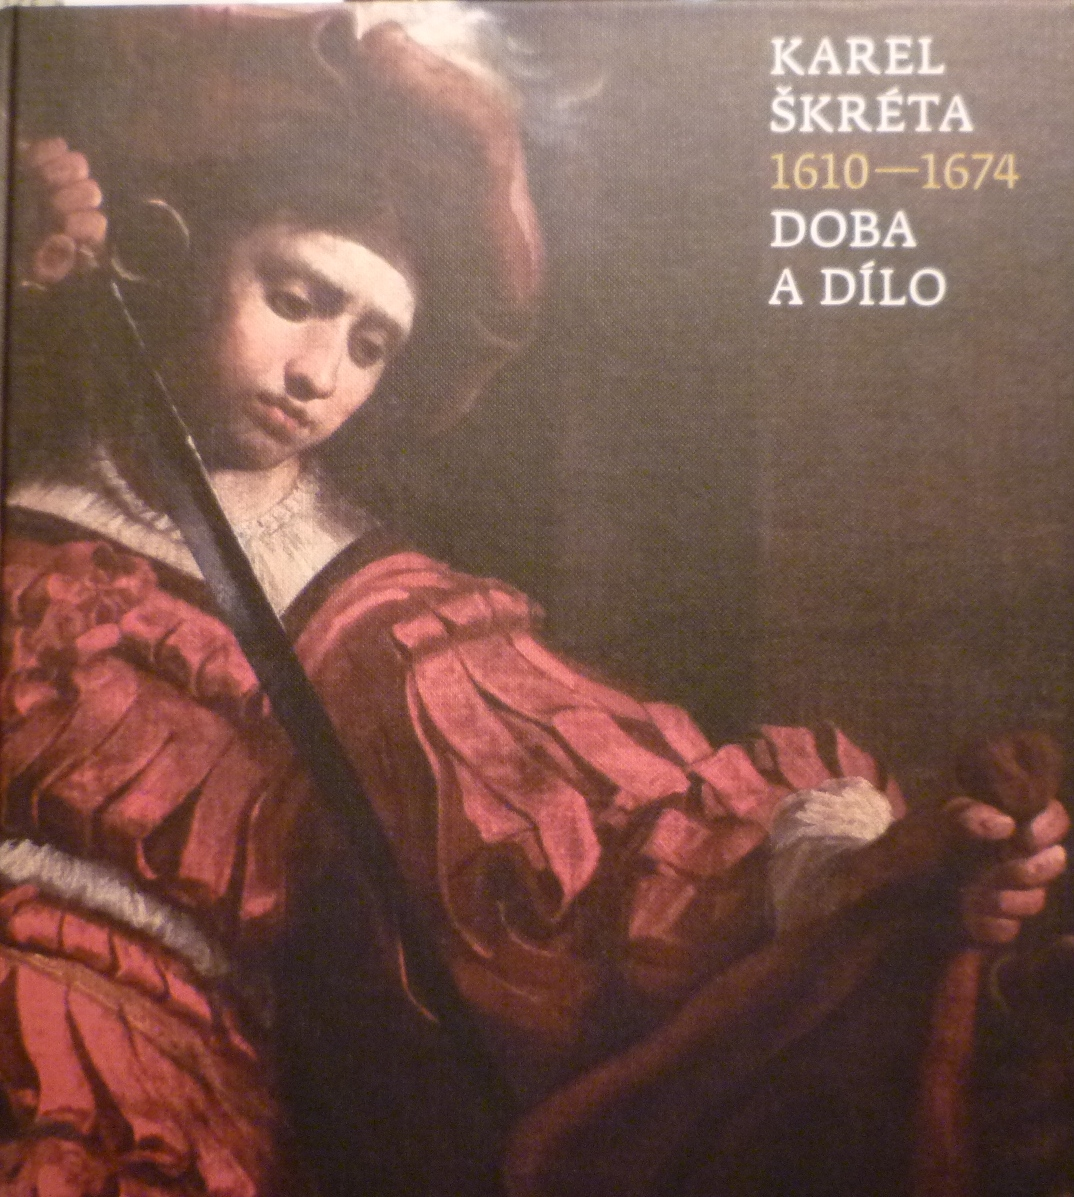 KAREL
ŠKRÉTA
1610—1674
DOBA
A DÍLO